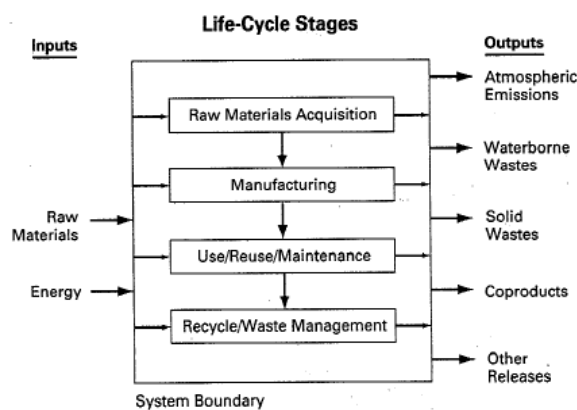 Life-Cycle Stages
Inputs
Outputs
Atmospheric
Emissions
Raw Materials Acquisition
Waterborne
Wastes
Manufacturing
Raw
Materials
Solid
Wastes
Use/Reuse/Maintenance
Energy
Coproducts
Recycle/Waste Management
Other
Releases
System Boundary